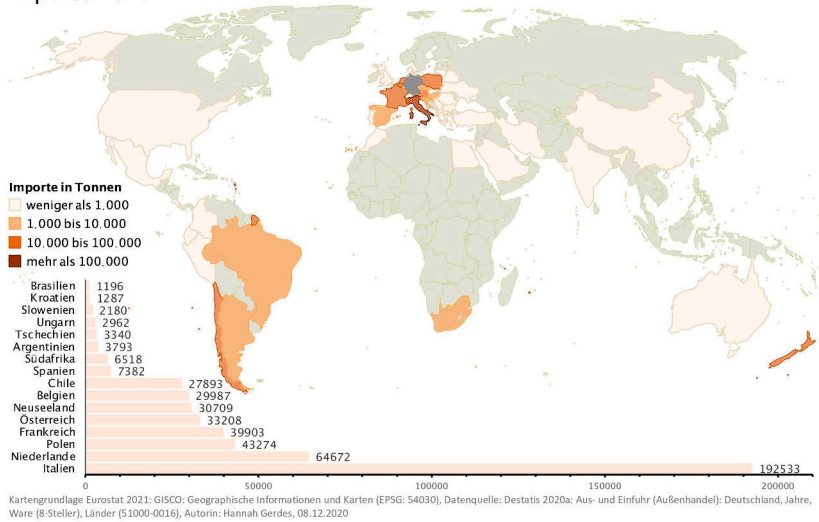 Importe in Tonnen
weniger als 1.000
1.000 bis 10.000
10.000 bis 100.000
mehr als 100.000
Brasilien 1196
Kroatien 1287
Slowenien 2180
Ungarn 2962
Tschechien 3340
Argentinien 3793
Südafrika 6518
Spanien 7382
Chile 27893
Belgien 29987
Neuseeland 30709
Österreich 33208
Frankreich 39903
Polen 43274
Niederlande 64672
Italien 192533
0 50000 100000 150000 200000
Kartengrundlage Eurostat 2021: GISCO: Geographische Informationen und Karten (EPSG: 54030), Datenquelle: Destatis 2020a: Aus- und Einfuhr (Außenhandel): Deutschland, Jahre,
Ware (8-Steller), Länder (51000-0016), Autorin: Hannah Gerdes, 08.12.2020